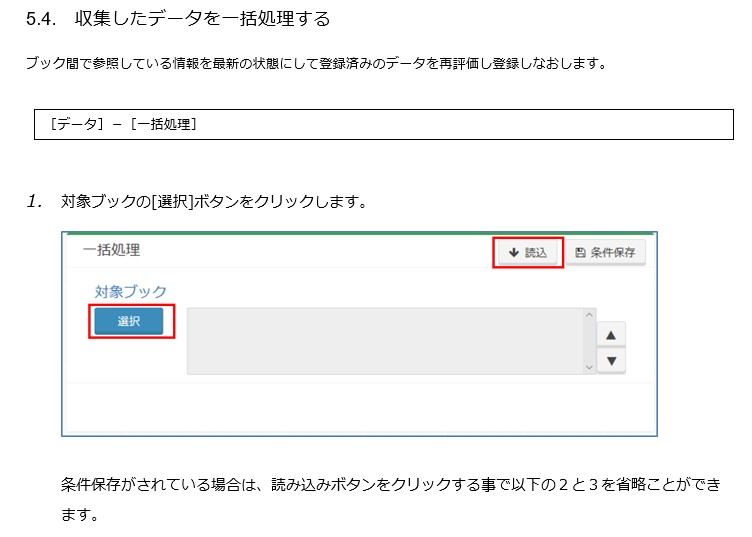 5.4. 収集したデータを一括処理する
ブック間で参照している情報を最新の状態にして登録済みのデータを再評価し登録しなおします。
［データ］－［一括処理］
1. 対象ブックの[選択]ボタンをクリックします。
一括処理
読込
条件保存
対象ブック
選択
条件保存がされている場合は、読み込みボタンをクリックする事で以下の２と３を省略ことができ
ます。